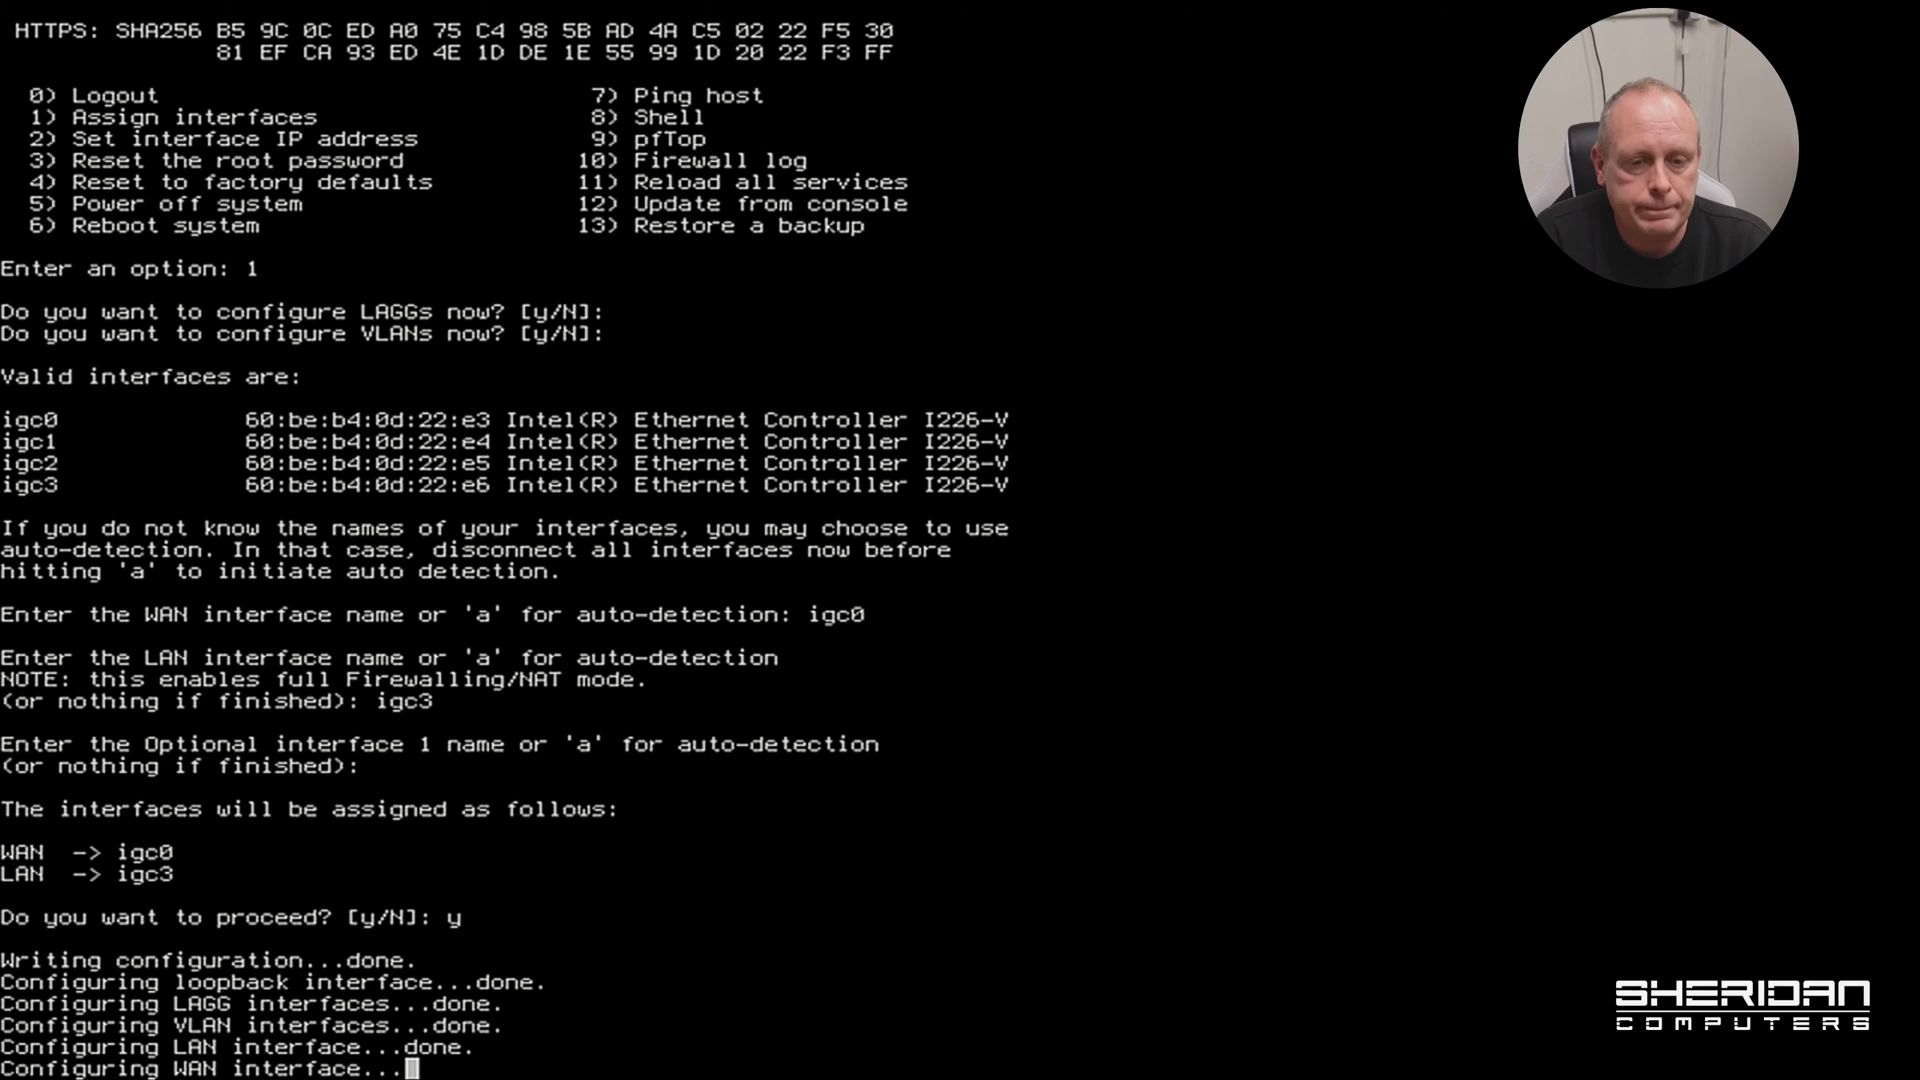 HTTPS: SHA256 B5 9C 0C ED A0 75 C4 98 5B AD 4A C5 02 22 F5 30
81 EF CA 93 ED 4E 1D DE 1E 55 99 1D 20 22 F3 FF
0) Logout 7) Ping host
1) Assign interfaces 8) Shell
2) Set interface IP address 9) pfTop
3) Reset the root password 10) Firewall log
4) Reset to factory defaults 11) Reload all services
5) Power off system 12) Update from console
6) Reboot system 13) Restore a backup
Enter an option: 1
Do you want to configure LAGGs now? [y/N]:
Do you want to configure VLANs now? [y/N]:
Valid interfaces are:
igc0 60:be:b4:0d:22:e3 Intel(R) Ethernet Controller I226-V
igc1 60:be:b4:0d:22:e4 Intel(R) Ethernet Controller I226-V
igc2 60:be:b4:0d:22:e5 Intel(R) Ethernet Controller I226-V
igc3 60:be:b4:0d:22:e6 Intel(R) Ethernet Controller I226-V
If you do not know the names of your interfaces, you may choose to use
auto-detection. In that case, disconnect all interfaces now before
hitting 'a' to initiate auto detection.
Enter the WAN interface name or 'a' for auto-detection: igc0
Enter the LAN interface name or 'a' for auto-detection
NOTE: this enables full Firewalling/NAT mode.
(or nothing if finished): igc3
Enter the Optional interface 1 name or 'a' for auto-detection
(or nothing if finished):
The interfaces will be assigned as follows:
WAN -> igc0
LAN -> igc3
Do you want to proceed? [y/N]: y
Writing configuration...done.
Configuring loopback interface...done.
Configuring LAGG interfaces...done.
Configuring VLAN interfaces...done.
Configuring LAN interface...done.
Configuring WAN interface...
SHERIDAN
COMPUTERS